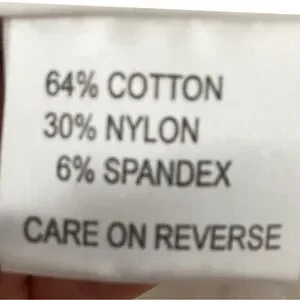 64% COTTON
30% NYLON
6% SPANDEX
CARE ON REVERSE